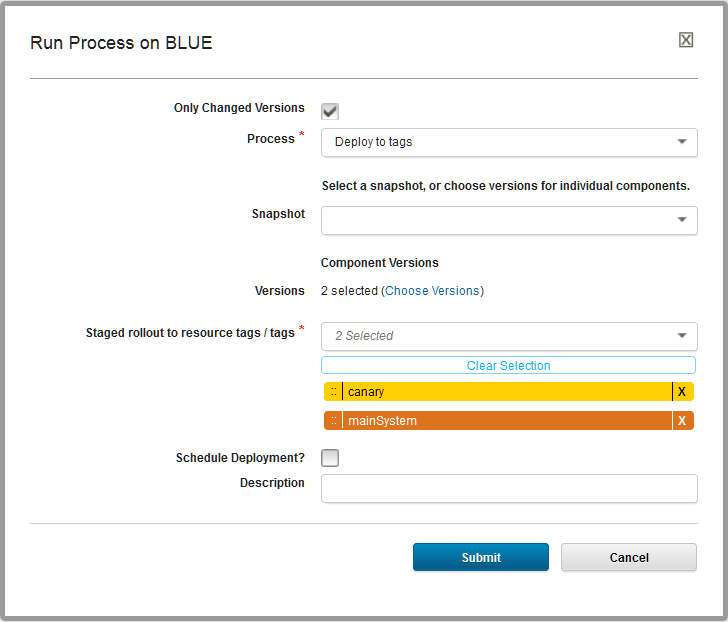 Run Process on BLUE
X
Only Changed Versions
Process *
Deploy to tags
Select a snapshot, or choose versions for individual components.
Snapshot
Component Versions
Versions 2 selected (Choose Versions)
Staged rollout to resource tags / tags *
2 Selected
Clear Selection
:: canary X
:: mainSystem X
Schedule Deployment?
Description
Submit Cancel